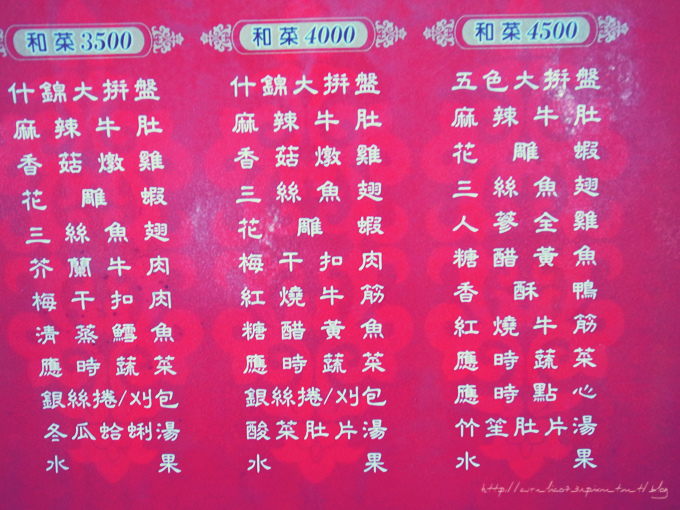 和菜3500
什錦大拼盤
麻辣牛肚
香菇燉雞
花雕蝦
三絲魚翅
芥蘭牛肉
梅干扣肉
清蒸鱈魚
應時蔬菜
銀絲捲/刈包
冬瓜蛤蜊湯
水果
和菜4000
什錦大拼盤
麻辣牛肚
香菇燉雞
三絲魚翅
花雕蝦
梅干扣肉
紅燒牛筋
糖醋黃魚
應時蔬菜
銀絲捲/刈包
酸菜肚片湯
水果
和菜4500
五色大拼盤
麻辣牛肚
花雕蝦
三絲魚翅
人蔘全雞
糖醋黃魚
香酥鴨
紅燒牛筋
應時蔬菜
應時點心
竹笙肚片湯
水果